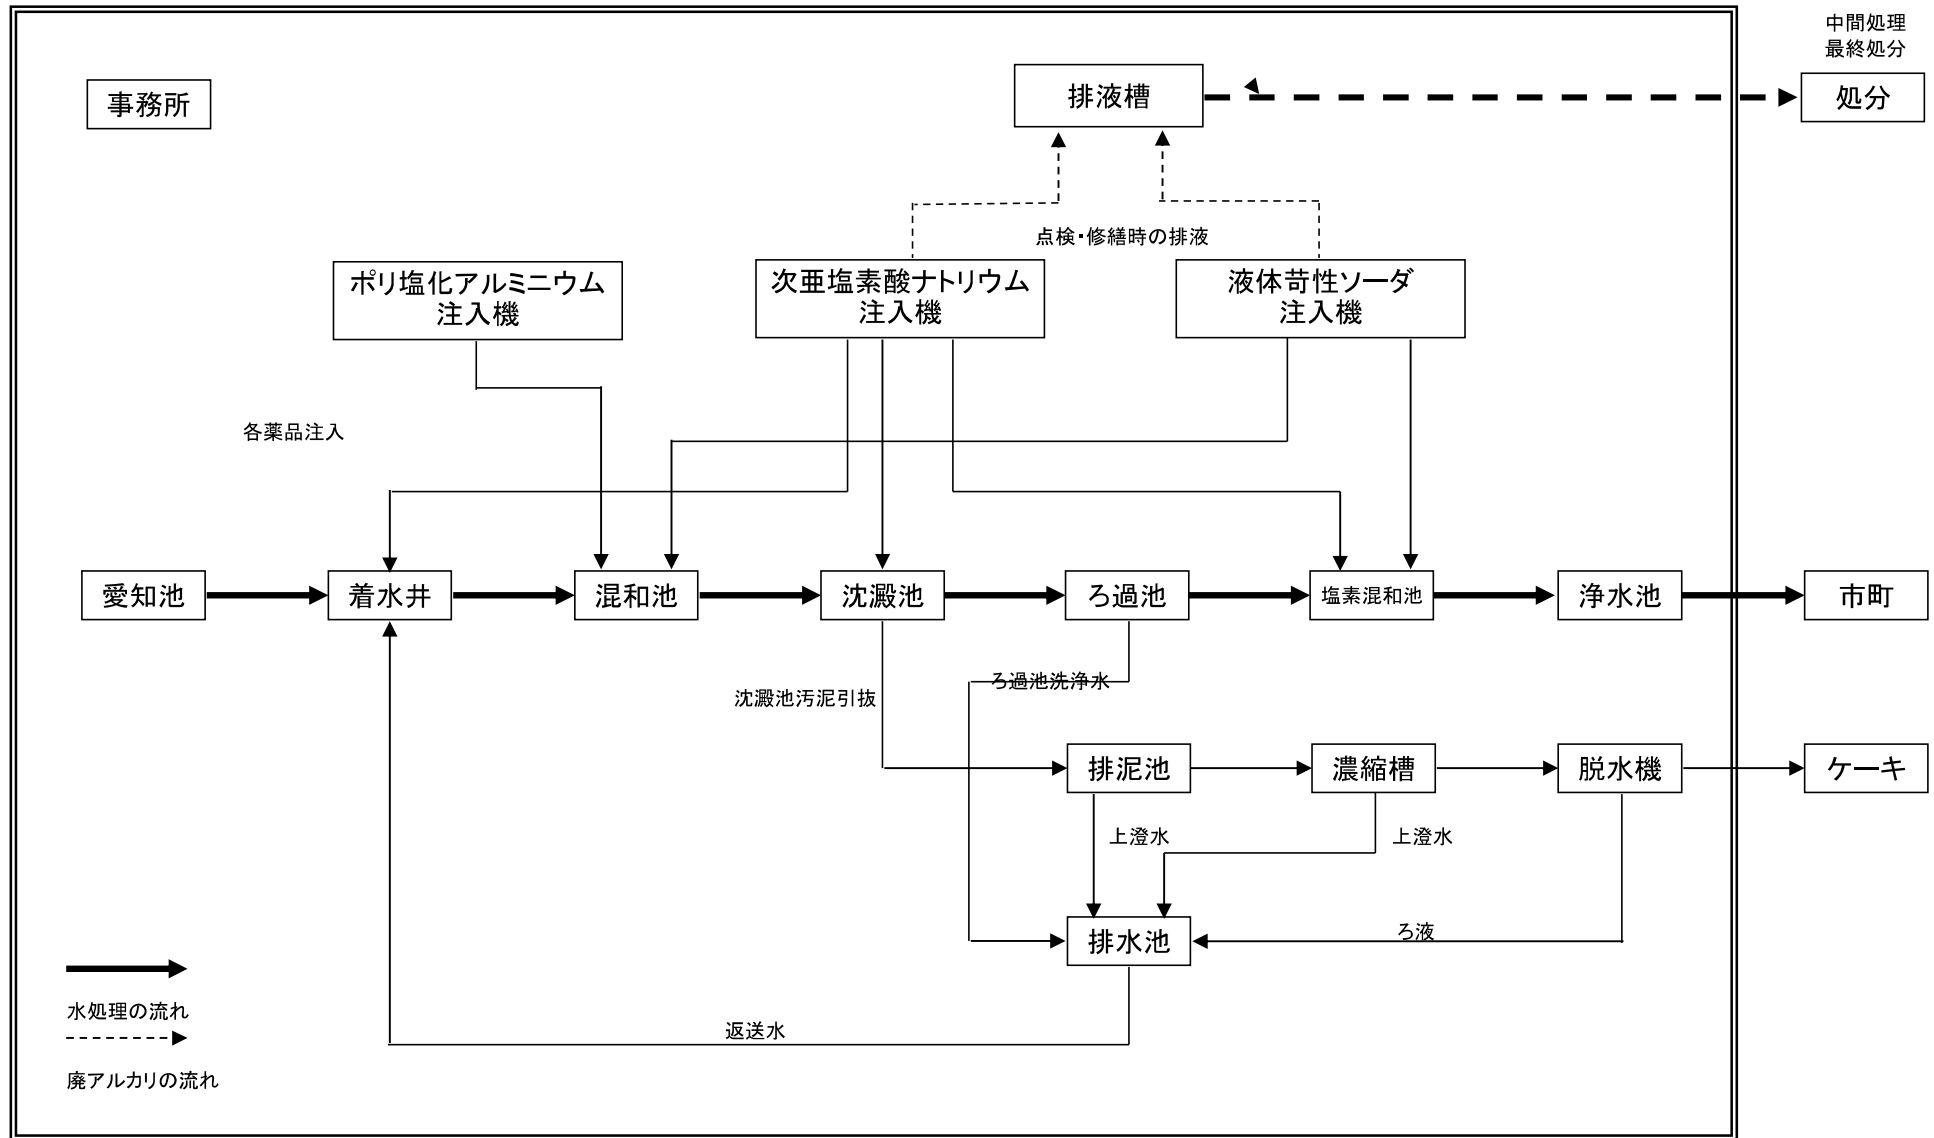 中間処理
最終処分
事務所
排液槽
処分
点検･修繕時の排液
ポリ塩化アルミニウム
注入機
次亜塩素酸ナトリウム
注入機
液体苛性ソーダ
注入機
各薬品注入
愛知池
着水井
混和池
沈澱池
ろ過池
塩素混和池
浄水池
市町
ろ過池洗浄水
沈澱池汚泥引抜
排泥池
濃縮槽
脱水機
ケーキ
上澄水
上澄水
ろ液
排水池
水処理の流れ
返送水
廃アルカリの流れ